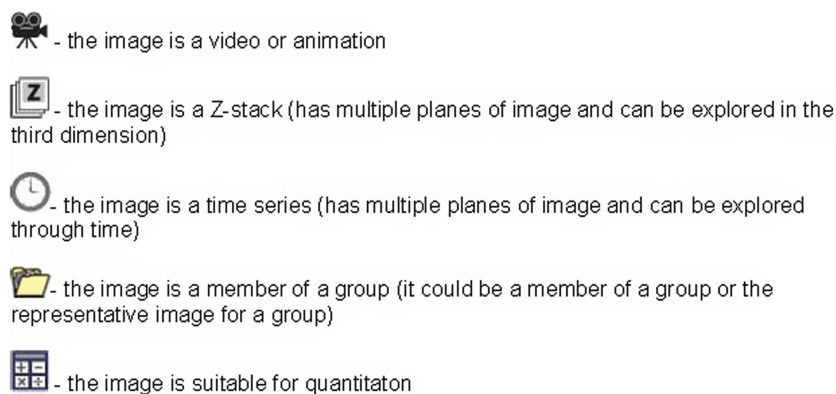 - the image is a video or animation
Z - the image is a Z-stack (has multiple planes of image and can be explored in the
third dimension)
- the image is a time series (has multiple planes of image and can be explored
through time)
- the image is a member of a group (it could be a member of a group or the
representative image for a group)
- the image is suitable for quantitaton